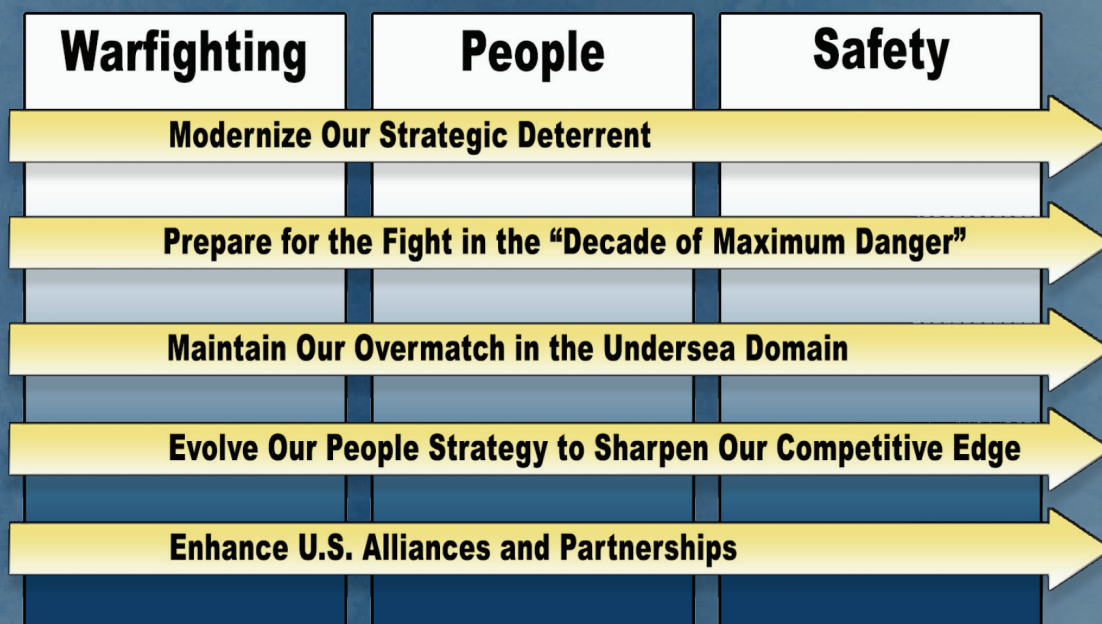 Warfighting
People
Safety
Modernize Our Strategic Deterrent
Prepare for the Fight in the “Decade of Maximum Danger”
Maintain Our Overmatch in the Undersea Domain
Evolve Our People Strategy to Sharpen Our Competitive Edge
Enhance U.S. Alliances and Partnerships